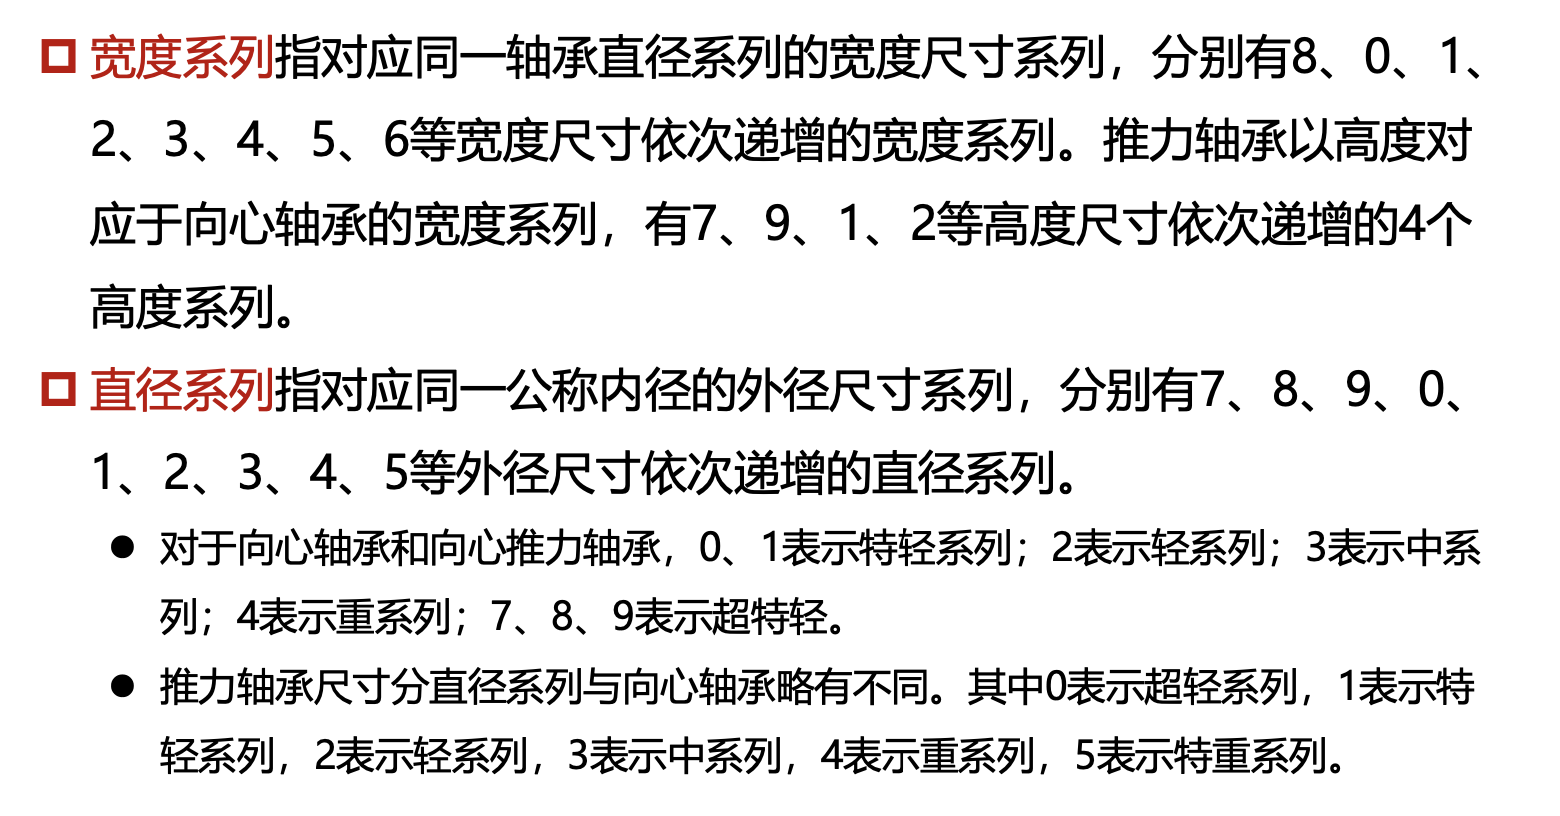 宽度系列指对应同一轴承直径系列的宽度尺寸系列，分别有8、0、1、
2、3、4、5、6等宽度尺寸依次递增的宽度系列。推力轴承以高度对
应于向心轴承的宽度系列，有7、9、1、2等高度尺寸依次递增的4个
高度系列。
直径系列指对应同一公称内径的外径尺寸系列，分别有7、8、9、0、
1、2、3、4、5等外径尺寸依次递增的直径系列。
对于向心轴承和向心推力轴承，0、1表示特轻系列；2表示轻系列；3表示中系
列；4表示重系列；7、8、9表示超特轻。
推力轴承尺寸分直径系列与向心轴承略有不同。其中0表示超轻系列，1表示特
轻系列，2表示轻系列，3表示中系列，4表示重系列，5表示特重系列。